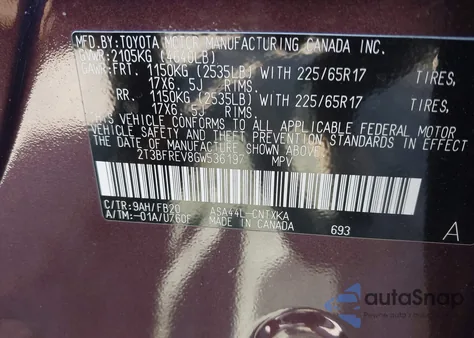 MFD. BY: TOYOTA MOTOR MANUFACTURING CANADA INC.
GVWR: 2105KG (4640LB)
GAWR: FRT. 1150KG (2535LB) WITH 225/65R17 TIRES,
17X6.5J RIMS.
RR. 1150KG (2535LB) WITH 225/65R17 TIRES,
17X6.5J RIMS.
THIS VEHICLE CONFORMS TO ALL APPLICABLE FEDERAL MOTOR
VEHICLE SAFETY AND BUMPER STANDARDS IN EFFECT ON
THE DATE OF MANUFACTURE SHOWN ABOVE.
2T3BFREV8GW536197 MPV
C/TR: 9AH/FB20 ASA44L-CNTXKA
A/TM: -01A/U760F MADE IN CANADA 693 A
autoSnap